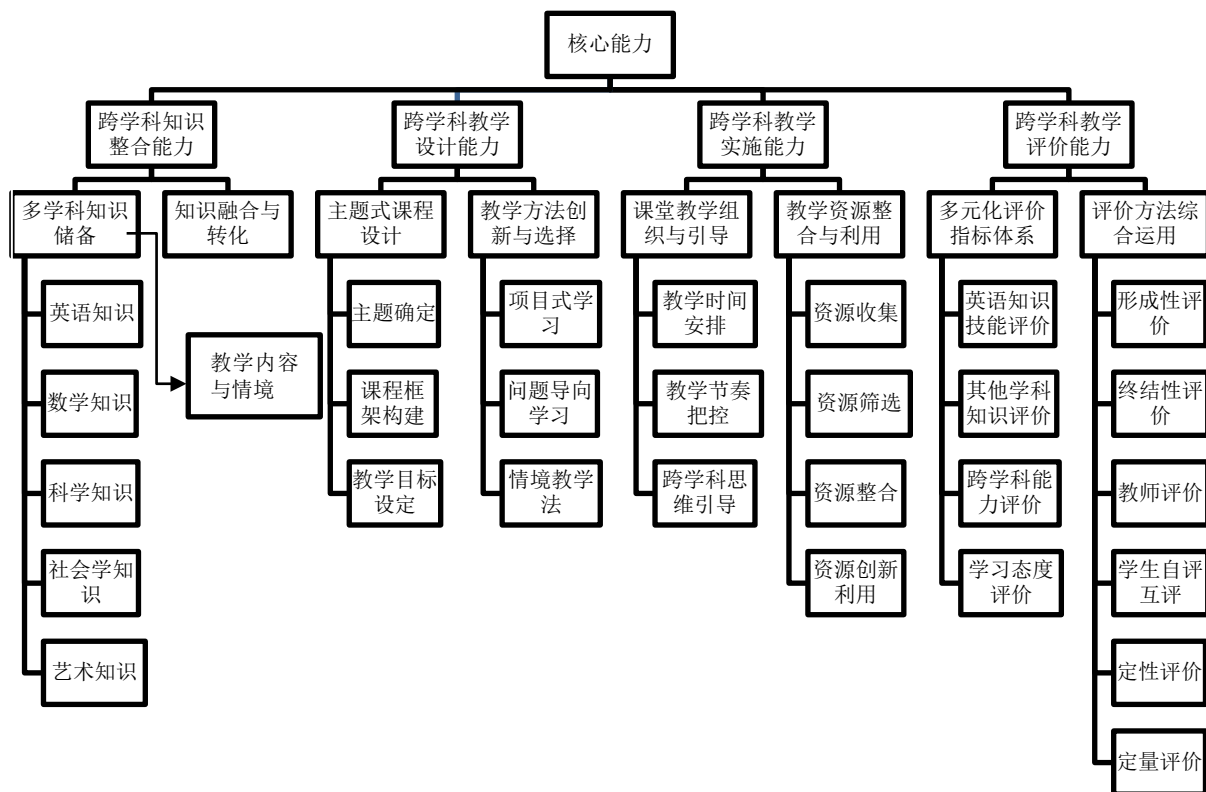 核心能力
跨学科知识
整合能力
跨学科教学
设计能力
跨学科教学
实施能力
跨学科教学
评价能力
多学科知识
储备
知识融合与
转化
主题式课程
设计
教学方法创
新与选择
课堂教学组
织与引导
教学资源整
合与利用
多元化评价
指标体系
评价方法综
合运用
英语知识
数学知识
科学知识
社会学知
识
艺术知识
教学内容
与情境
主题确定
课程框
架构建
教学目标
设定
项目式学
习
问题导向
学习
情境教学
法
教学时间
安排
教学节奏
把控
跨学科思
维引导
资源收集
资源筛选
资源整合
资源创新
利用
英语知识
技能评价
其他学科
知识评价
跨学科能
力评价
学习态度
评价
形成性评
价
终结性评
价
教师评价
学生自评
互评
定性评价
定量评价